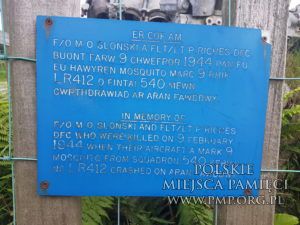 ER COF AM
F/O M O SLONSKI A FLT/LT P RICHES DFC
BUONT FARW 9 CHWEFROR 1944 PAN FU
EU HAWYREN MOSQUITO MARC 9 RHIF
LR412 O FINTAI 540 MEWN
GWRTHDRAWIAD AR ARAN FAWDDWY
IN MEMORY OF
F/O M O SLONSKI AND FLT/LT P RICHES
DFC WHO WERE KILLED ON 9 FEBRUARY
1944 WHEN THEIR AIRCRAFT A MARK 9
MOSQUITO FROM SQUADRON 540
No LR412 CRASHED ON ARAN
POLSKIE
MIEJSCA PAMIĘCI
WWW.PMP.ORG.PL